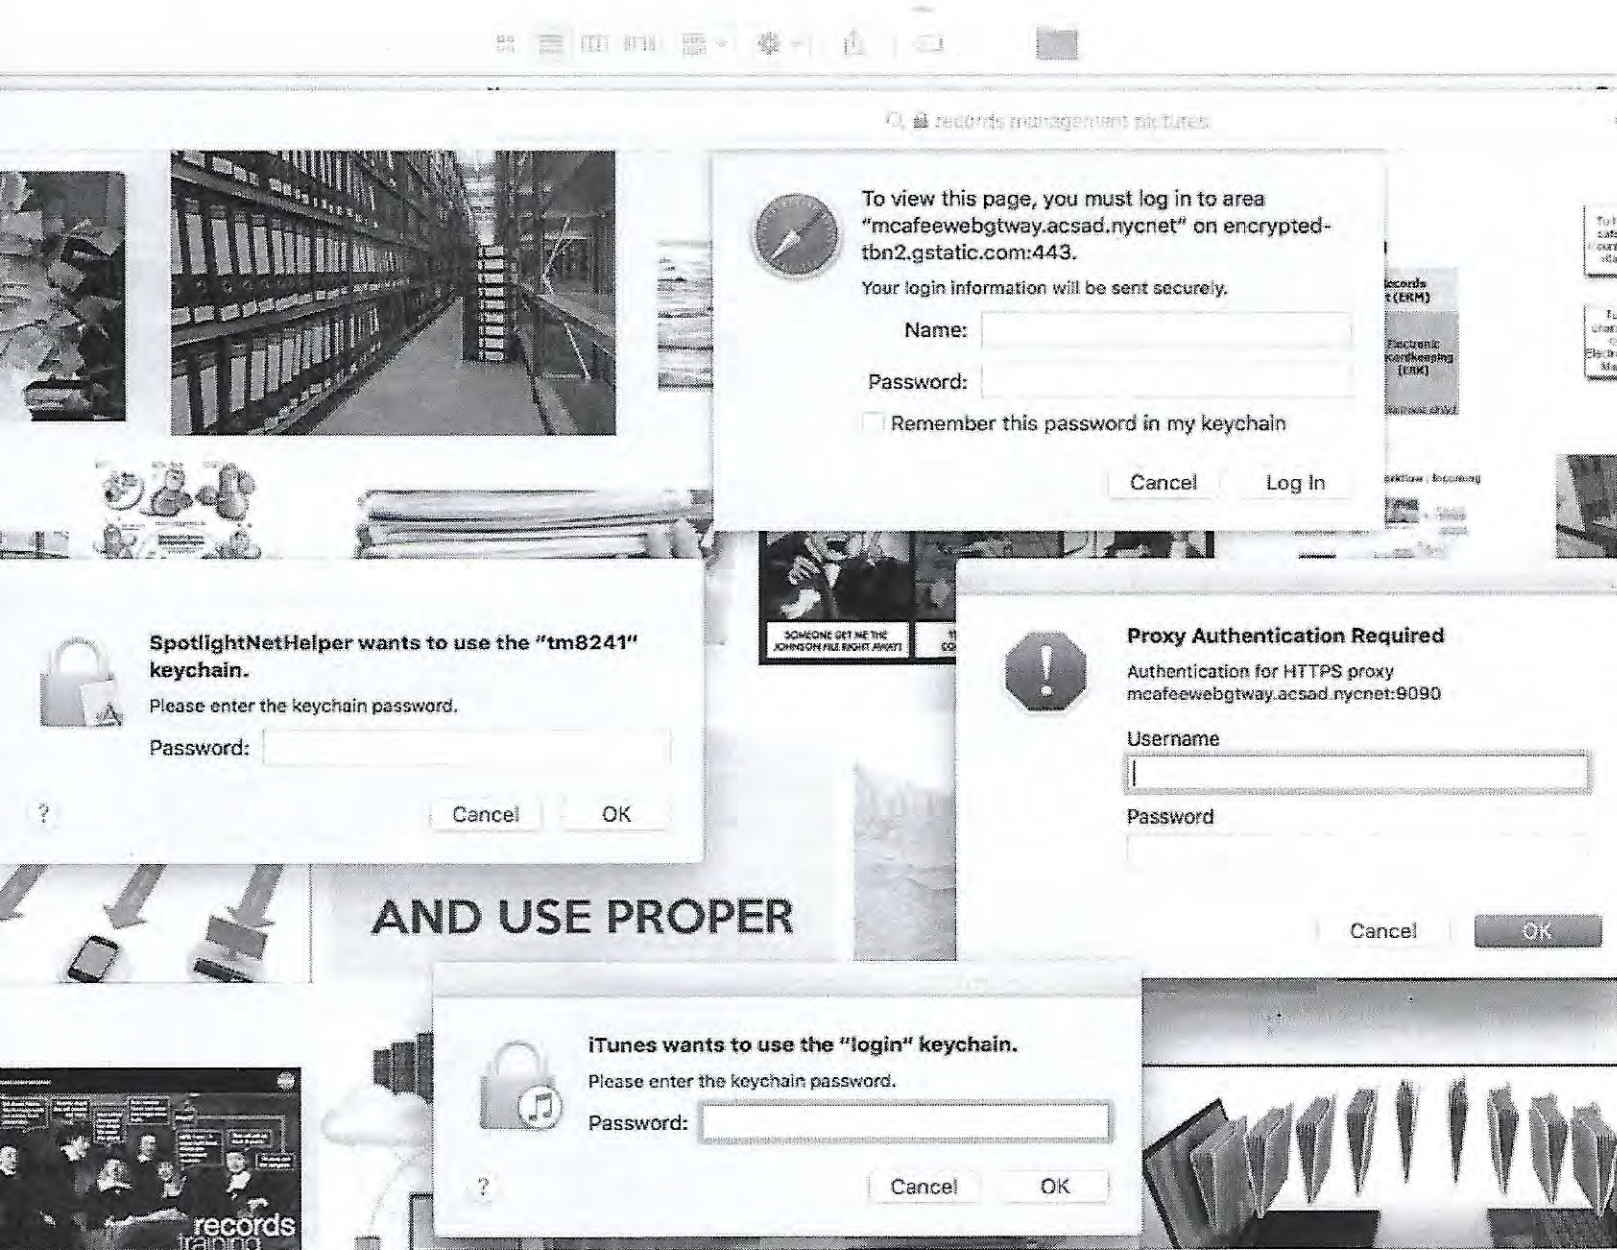 records management pictures
To view this page, you must log in to area
"mcafeewebgtway.acsad.nycnet" on encrypted-
tbn2.gstatic.com:443.
Your login information will be sent securely.
Name:
Password:
Remember this password in my keychain
Cancel
Log In
(ERM)
Electronic
(ERK)
Incoming
SOMEONE GET ME THE
JOHNSON FILE RIGHT AWAY!
SpotlightNetHelper wants to use the "tm8241"
keychain.
Please enter the keychain password.
Password:
?
Cancel
OK
Proxy Authentication Required
Authentication for HTTPS proxy
mcafeewebgtway.acsad.nycnet:9090
Username
Password
Cancel
OK
AND USE PROPER
iTunes wants to use the "login" keychain.
Please enter the keychain password.
Password:
?
Cancel
OK
records
training